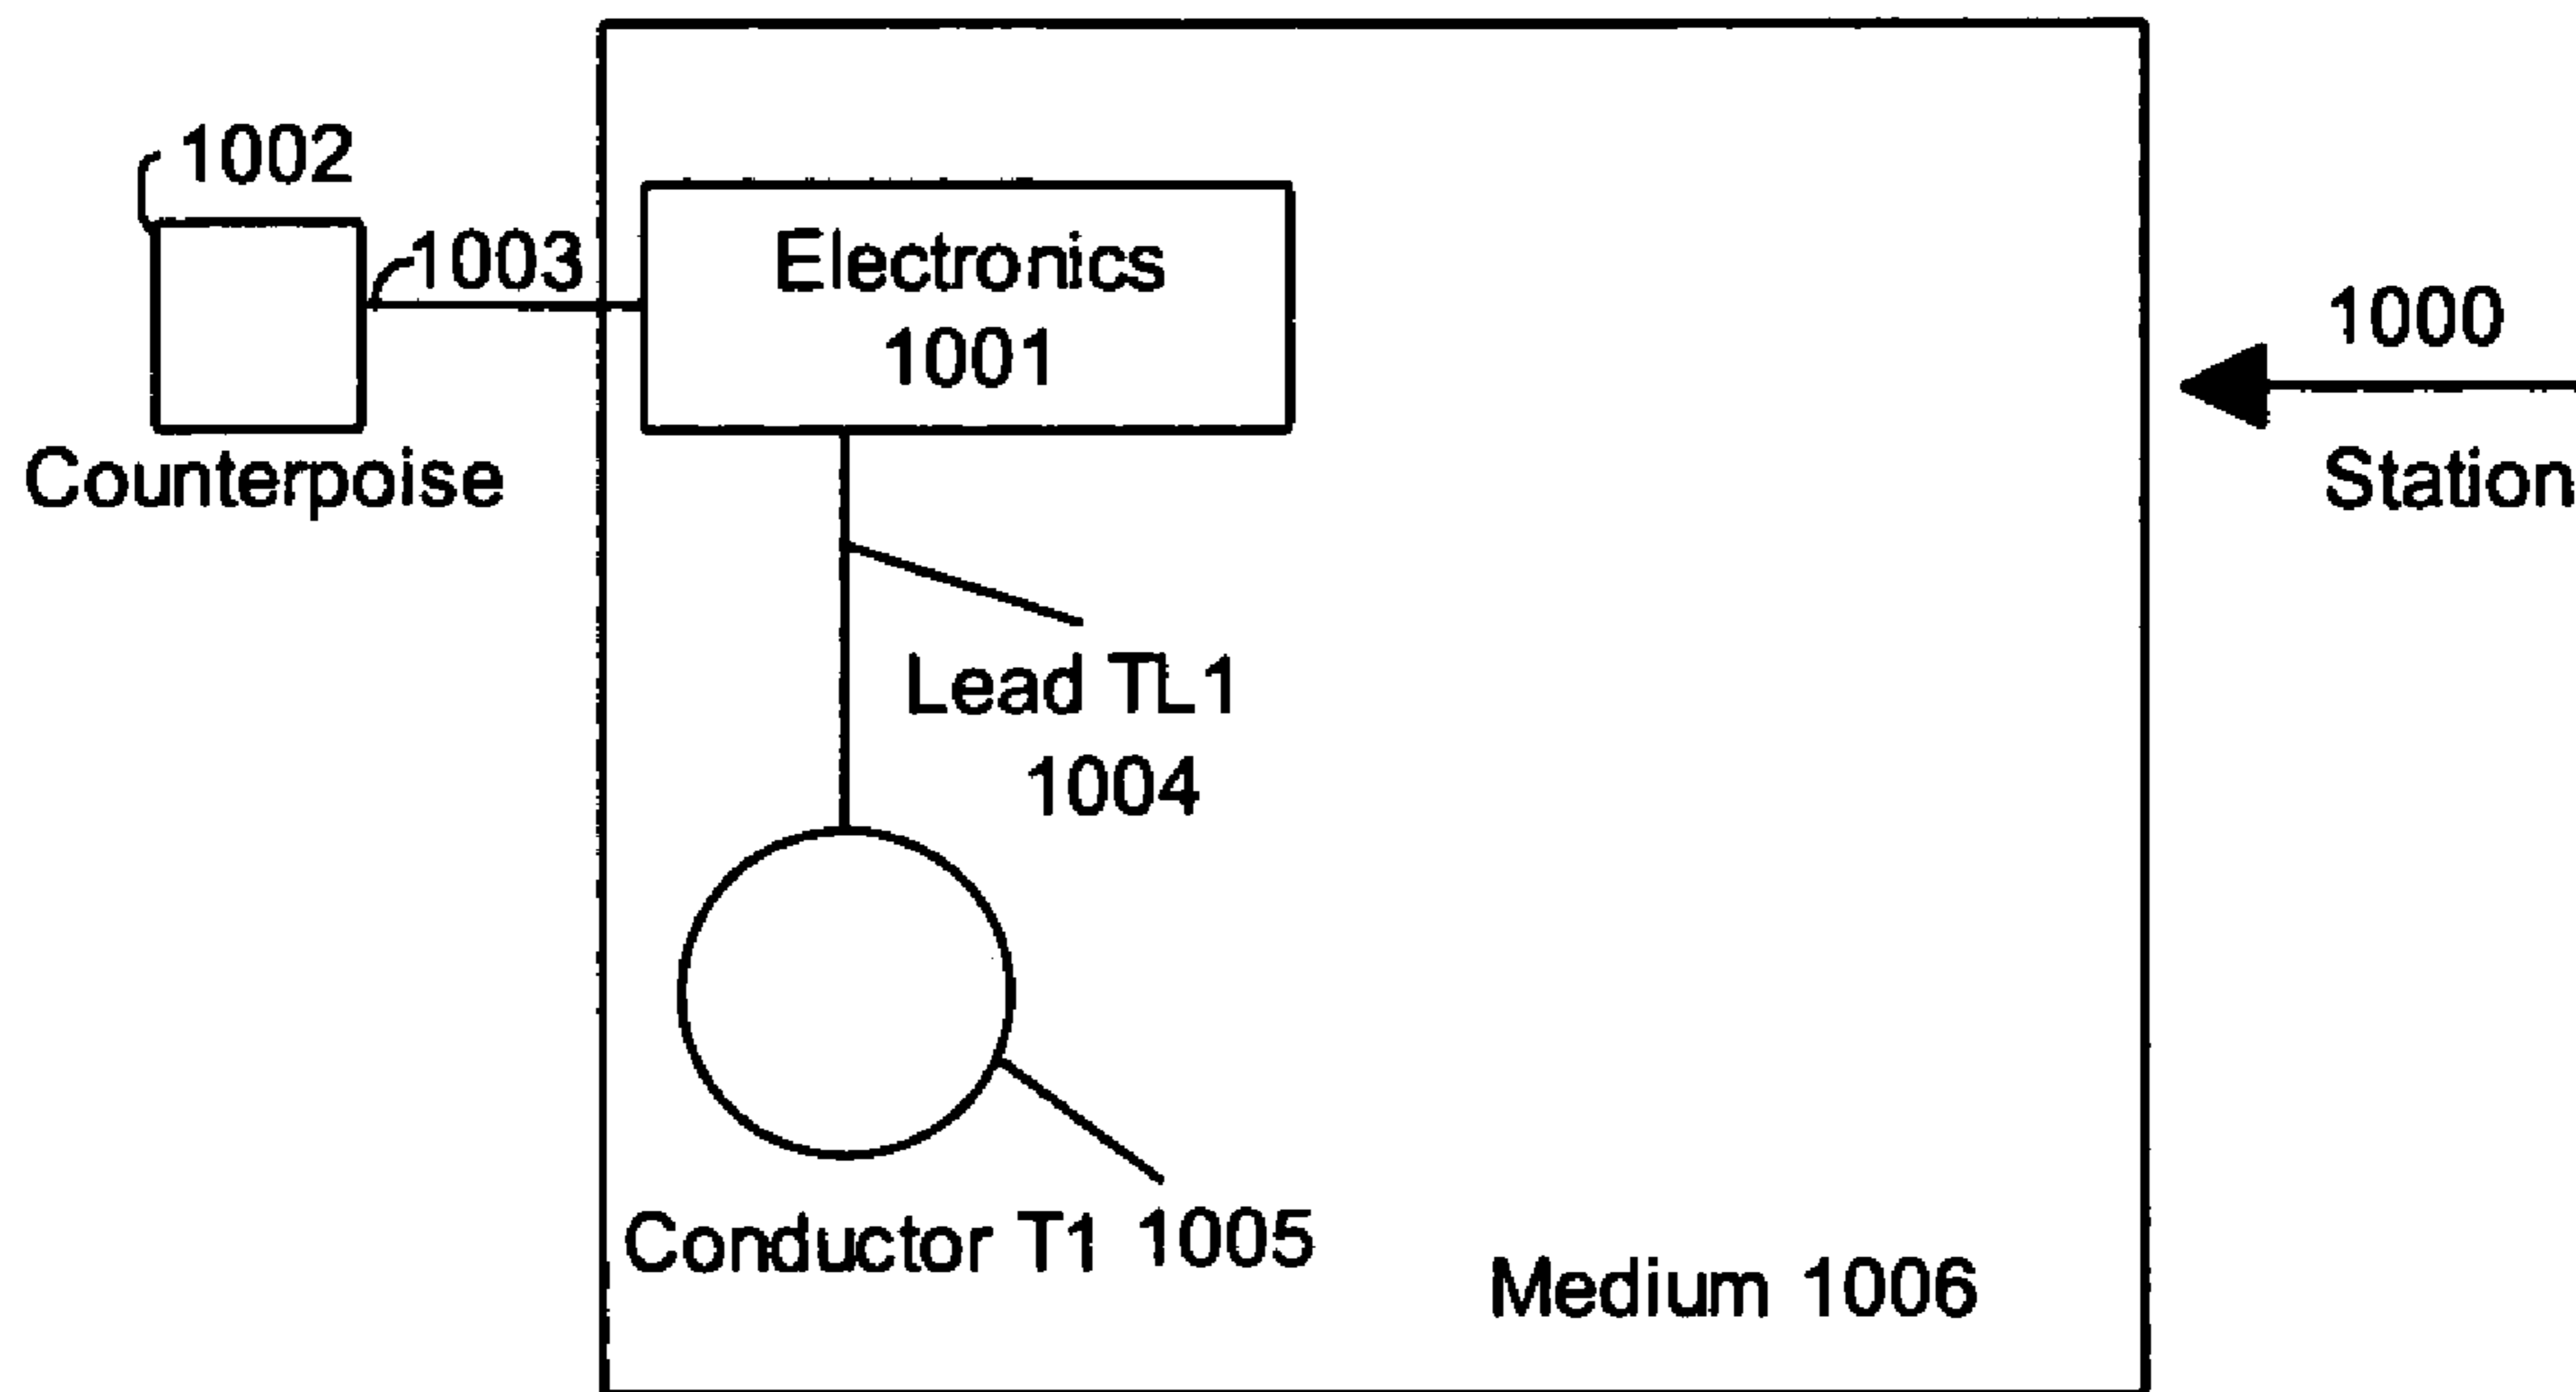 1002
1003
Electronics
1001
1000
Counterpoise
Station
Lead TL1
1004
Conductor T1 1005
Medium 1006